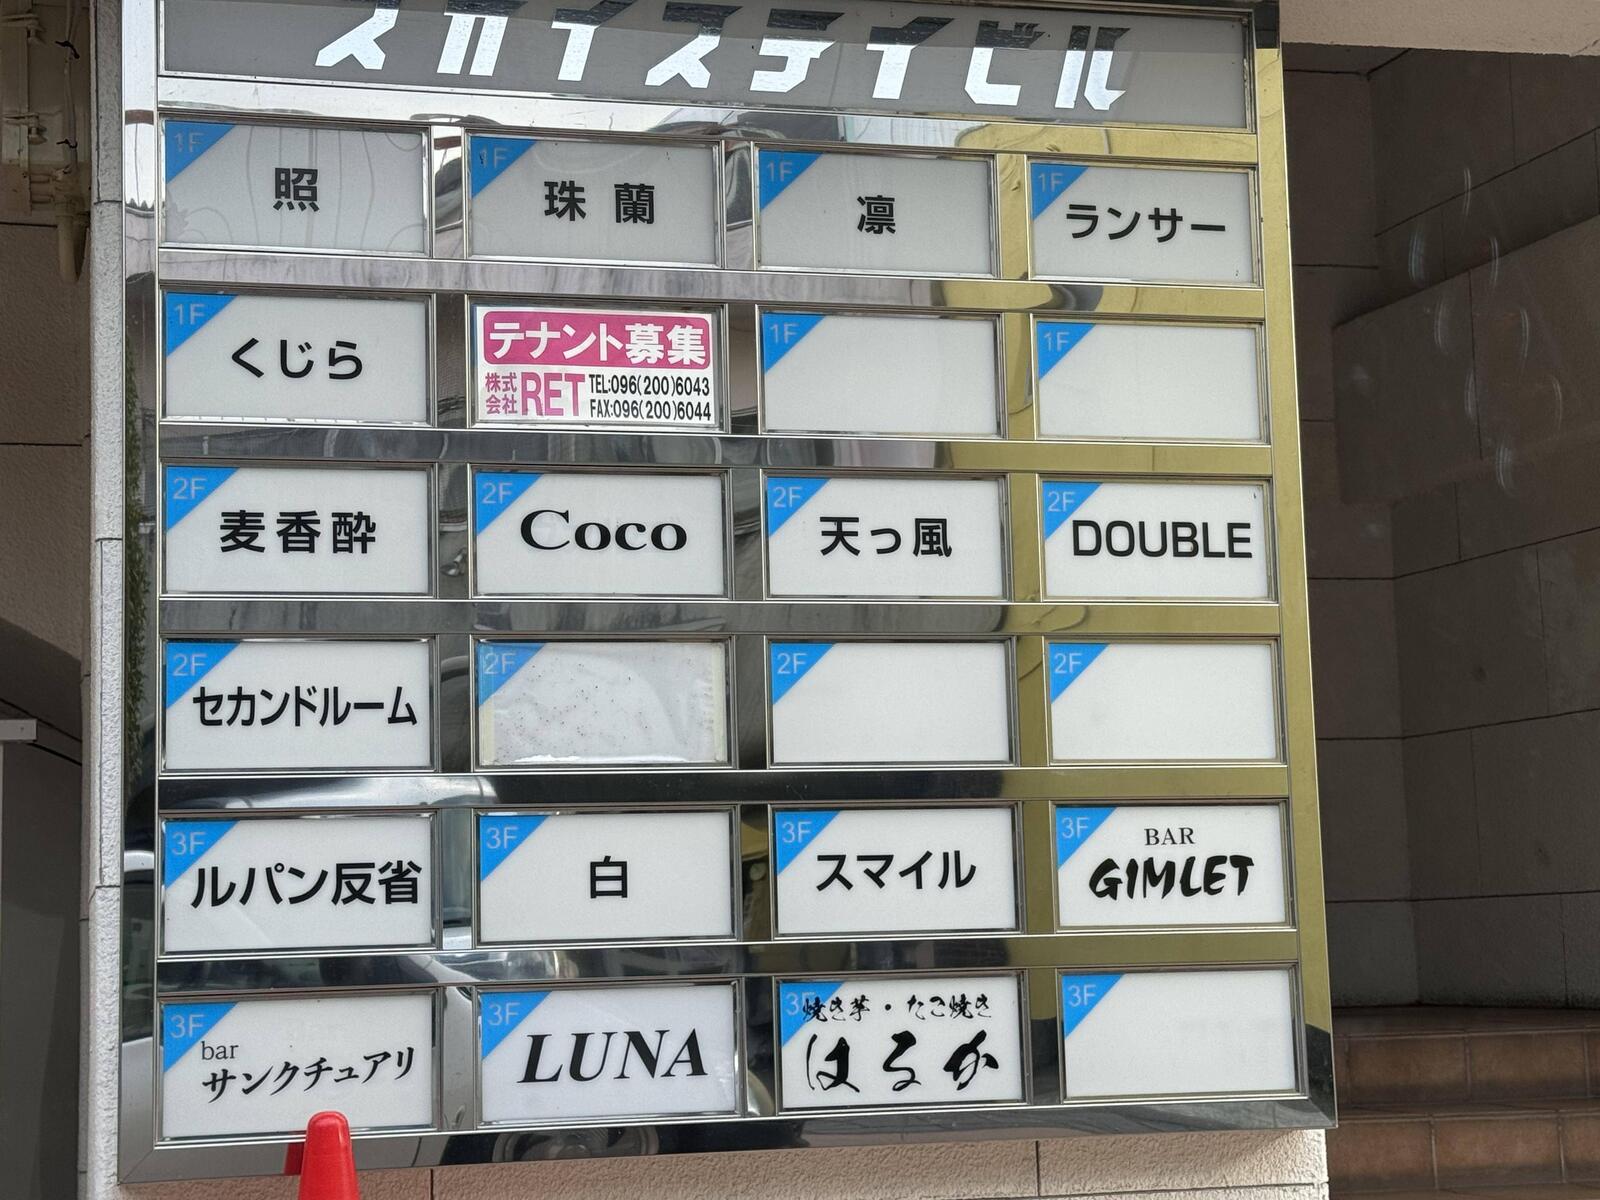 スカイステイビル
1F
照
1F
珠蘭
1F
凛
1F
ランサー
1F
くじら
テナント募集
株式会社 RET TEL:096(200)6043
FAX:096(200)6044
1F
1F
2F
麦香酔
2F
Coco
2F
天っ風
2F
DOUBLE
2F
セカンドルーム
2F
2F
2F
3F
ルパン反省
3F
白
3F
スマイル
3F
BAR
GIMLET
3F
bar
サンクチュアリ
3F
LUNA
3F
焼き芋・たこ焼き
はるか
3F